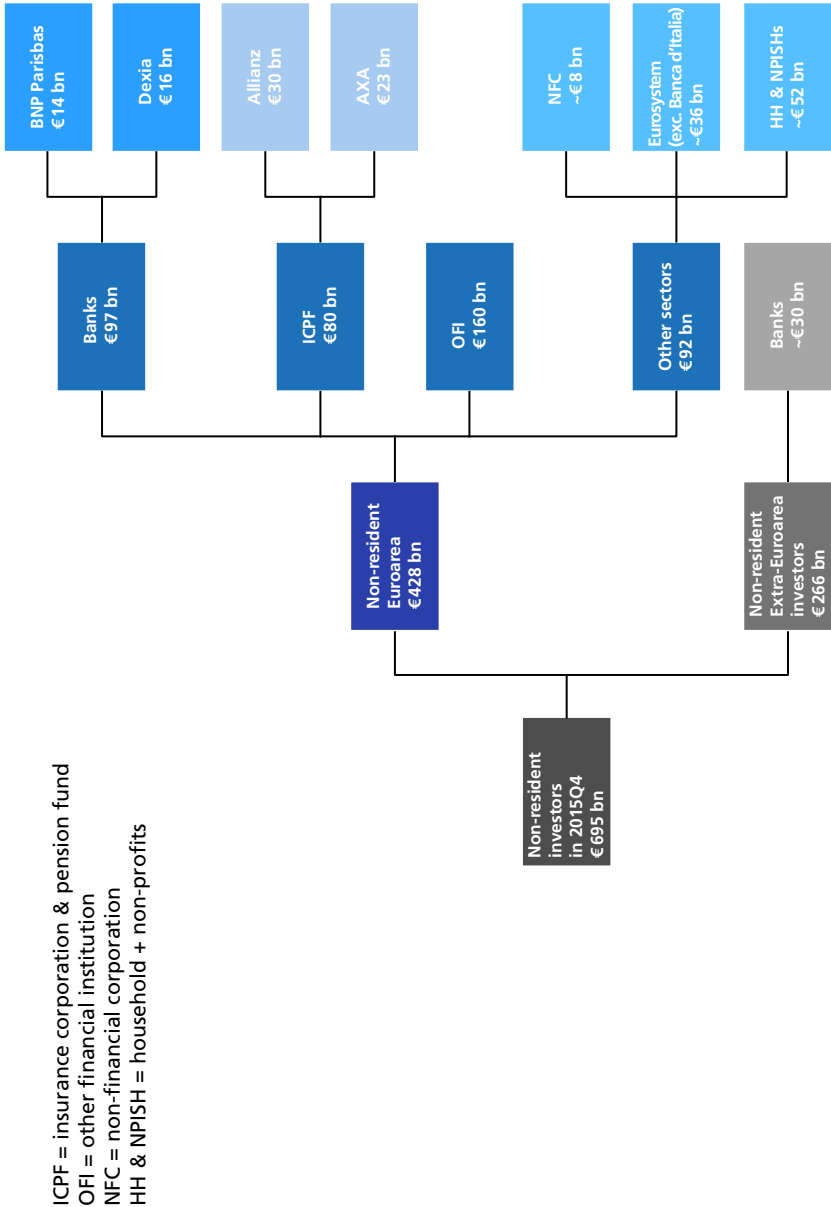 ICPF = insurance corporation & pension fund
OFI = other financial institution
NFC = non-financial corporation
HH & NPISH = household + non-profits
Non-resident
investors
in 2015Q4
€ 695 bn
Non-resident
Euroarea
€428 bn
Non-resident
Extra-Euroarea
investors
€ 266 bn
Banks
€97 bn
ICPF
€80 bn
OFI
€160 bn
Other sectors
€92 bn
Banks
~€30 bn
BNP Parisbas
€14 bn
Dexia
€ 16 bn
Allianz
€30 bn
AXA
€23 bn
NFC
~€8 bn
Eurosystem
(exc. Banca d'Italia)
~€36 bn
HH & NPISHs
~€ 52 bn